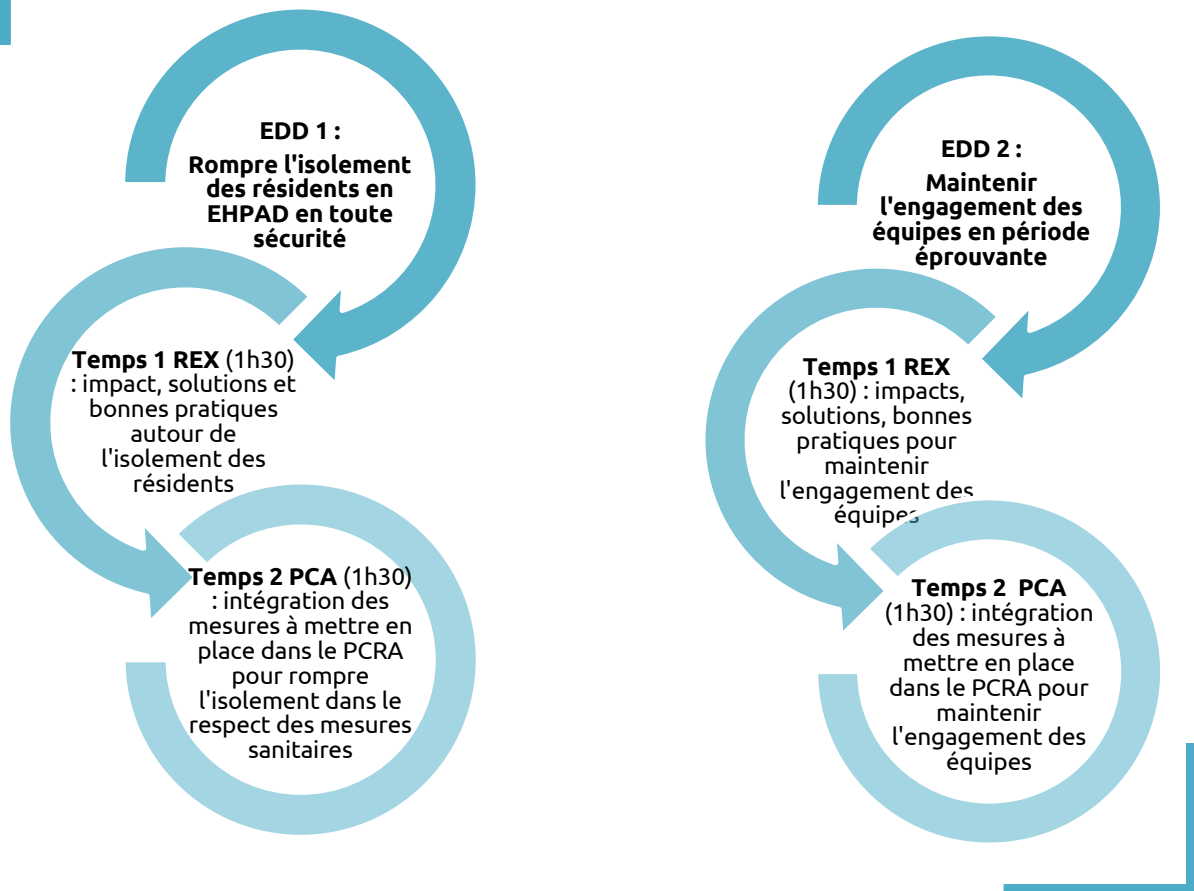 EDD 1 :
Rompre l'isolement
des résidents en
EHPAD en toute
sécurité
Temps 1 REX (1h30)
: impact, solutions et
bonnes pratiques
autour de
l'isolement des
résidents
Temps 2 PCA (1h30)
: intégration des
mesures à mettre en
place dans le PCRA
pour rompre
l'isolement dans le
respect des mesures
sanitaires
EDD 2 :
Maintenir
l'engagement des
équipes en période
éprouvante
Temps 1 REX
(1h30) : impacts,
solutions, bonnes
pratiques pour
maintenir
l'engagement des
équipes
Temps 2  PCA
(1h30) : intégration
des mesures à
mettre en place
dans le PCRA pour
maintenir
l'engagement des
équipes